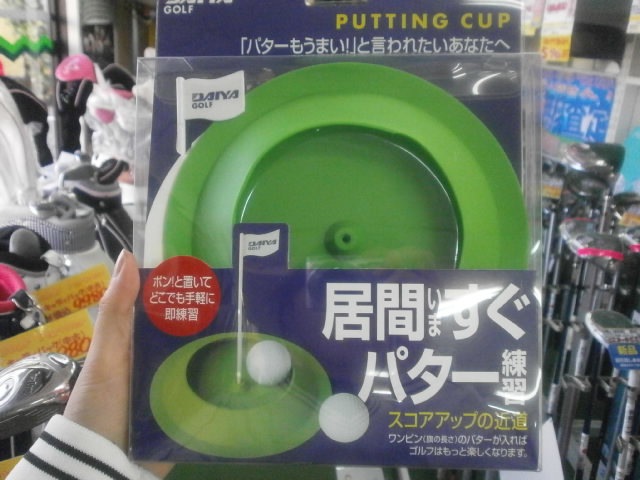 DAIYA
GOLF
PUTTING CUP
「パターもうまい!」と言われたいあなたへ
DAIYA
GOLF
DAIYA
GOLF
ポン!と置いて
どこでも手軽に
即練習
居間いますぐ
パター練習
スコアアップの近道
ワンピン(旗の長さ)のパターが入れば
ゴルフはもっと楽しくなります。
新品